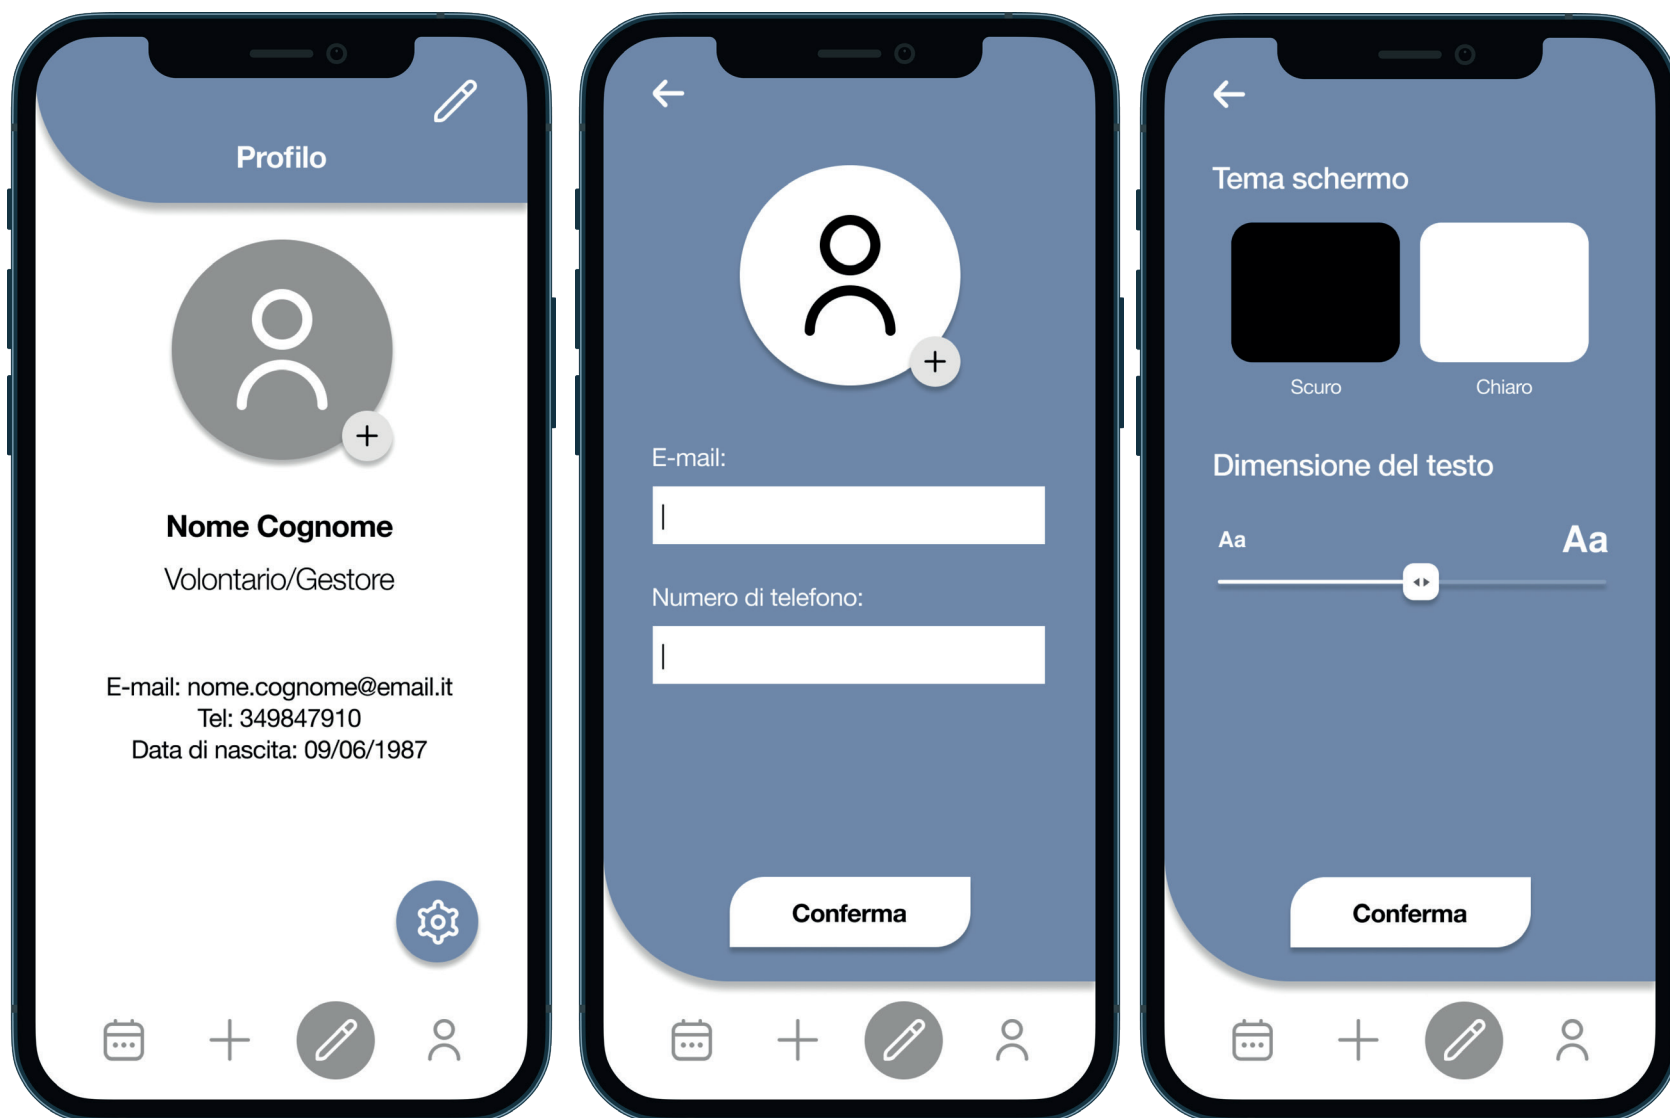 Profilo
Nome Cognome
Volontario/Gestore
E-mail: nome.cognome@email.it
Tel: 349847910
Data di nascita: 09/06/1987
E-mail:
Numero di telefono:
Conferma
Tema schermo
Scuro
Chiaro
Dimensione del testo
Aa
Aa
Conferma